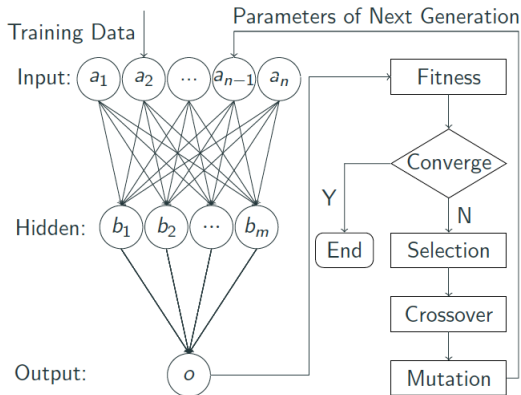 Parameters of Next Generation
Training Data
Input: a₁ a₂ ... aₙ₋₁ aₙ
Fitness
Converge
Y
N
Hidden: b₁ b₂ ... bₘ
End
Selection
Crossover
Output: o
Mutation